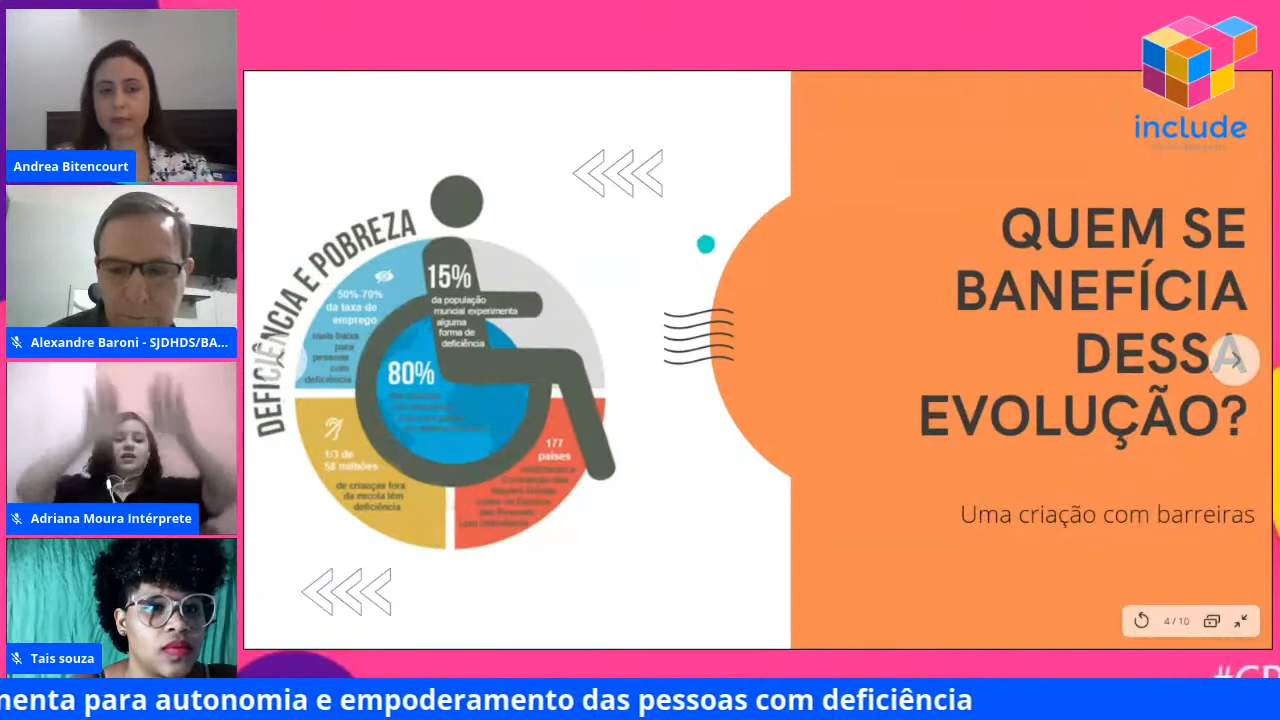 Andrea Bitencourt
Alexandre Baroni - SJDHDS/BA...
Adriana Moura Intérprete
Tais souza
DEFICIÊNCIA E POBREZA
50%-70%
da taxa de
emprego
mais baixa
para
pessoas
com
deficiência
15%
da população
muncial experimenta
alguma
forma de
deficiência
80%
1/3 de
58 milhões
de crianças fora
da escola têm
deficiência
177
países
include
QUEM SE
BANEFÍCIA
DESSA
EVOLUÇÃO?
Uma criação com barreiras
4 / 10
menta para autonomia e empoderamento das pessoas com deficiência